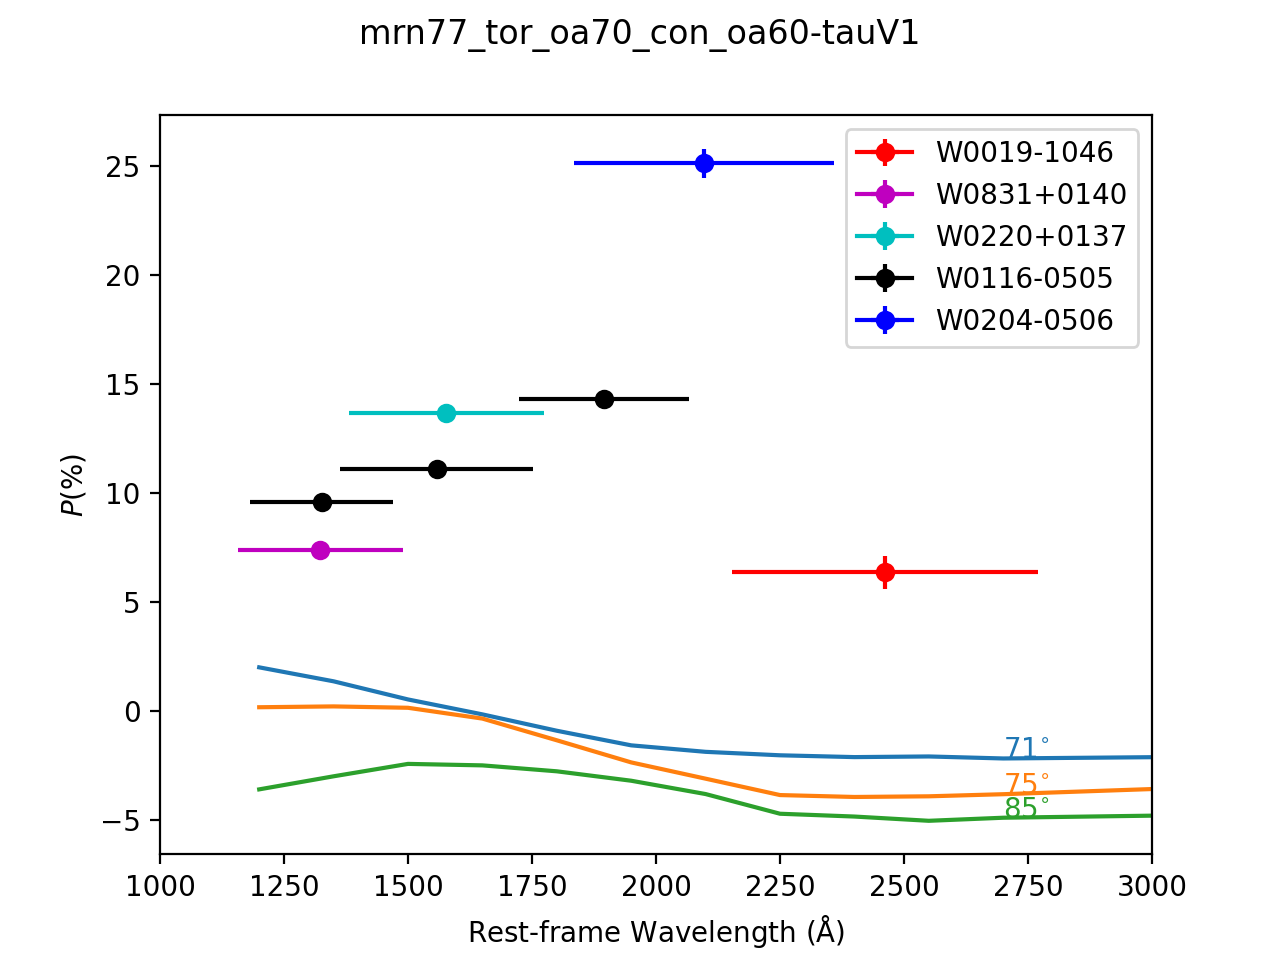 mrn77_tor_oa70_con_oa60-tauV1
25
20
15
10
5
0
−5
P(%)
W0019-1046
W0831+0140
W0220+0137
W0116-0505
W0204-0506
71°
75°
85°
1000 1250 1500 1750 2000 2250 2500 2750 3000
Rest-frame Wavelength (Å)